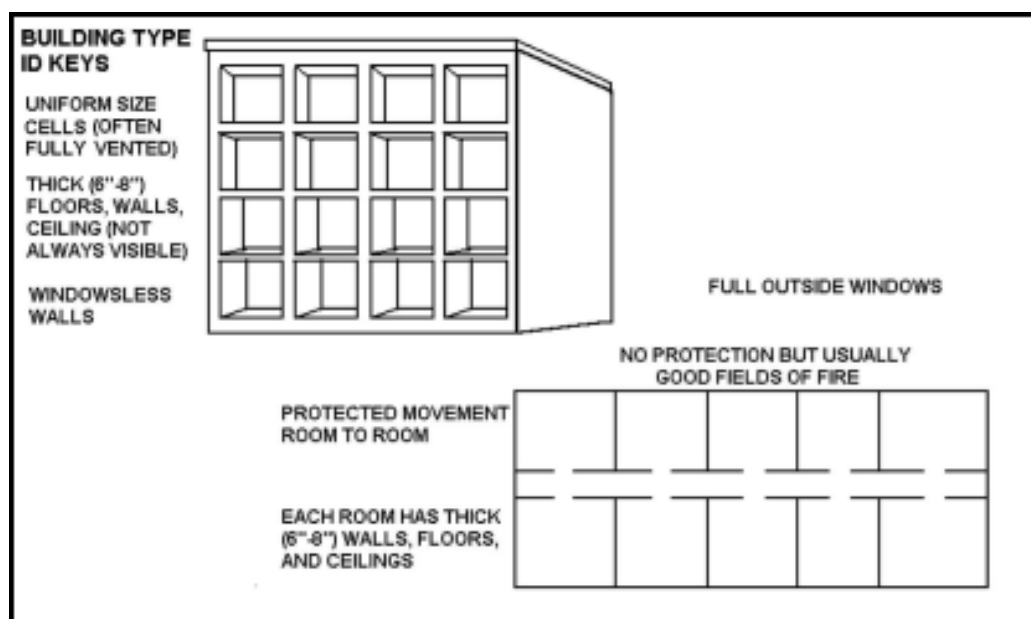 BUILDING TYPE
ID KEYS
UNIFORM SIZE
CELLS (OFTEN
FULLY VENTED)
THICK (6"-8")
FLOORS, WALLS,
CEILING (NOT
ALWAYS VISIBLE)
WINDOWSLESS
WALLS
FULL OUTSIDE WINDOWS
NO PROTECTION BUT USUALLY
GOOD FIELDS OF FIRE
PROTECTED MOVEMENT
ROOM TO ROOM
EACH ROOM HAS THICK
(6"-8") WALLS, FLOORS,
AND CEILINGS